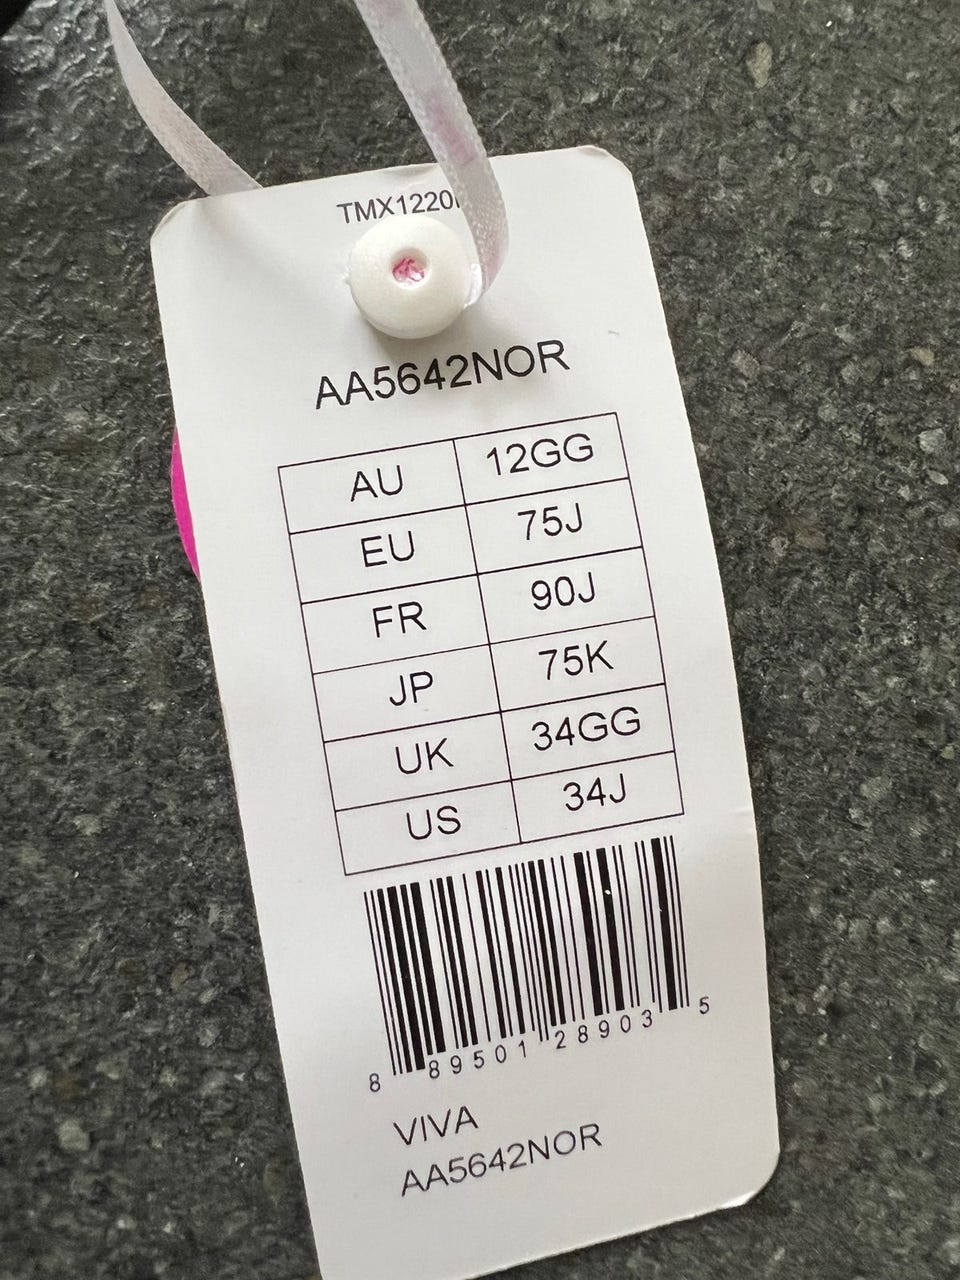 TMX1220
AA5642NOR
AU 12GG
EU 75J
FR 90J
JP 75K
UK 34GG
US 34J
8 89501 28903 5
VIVA
AA5642NOR